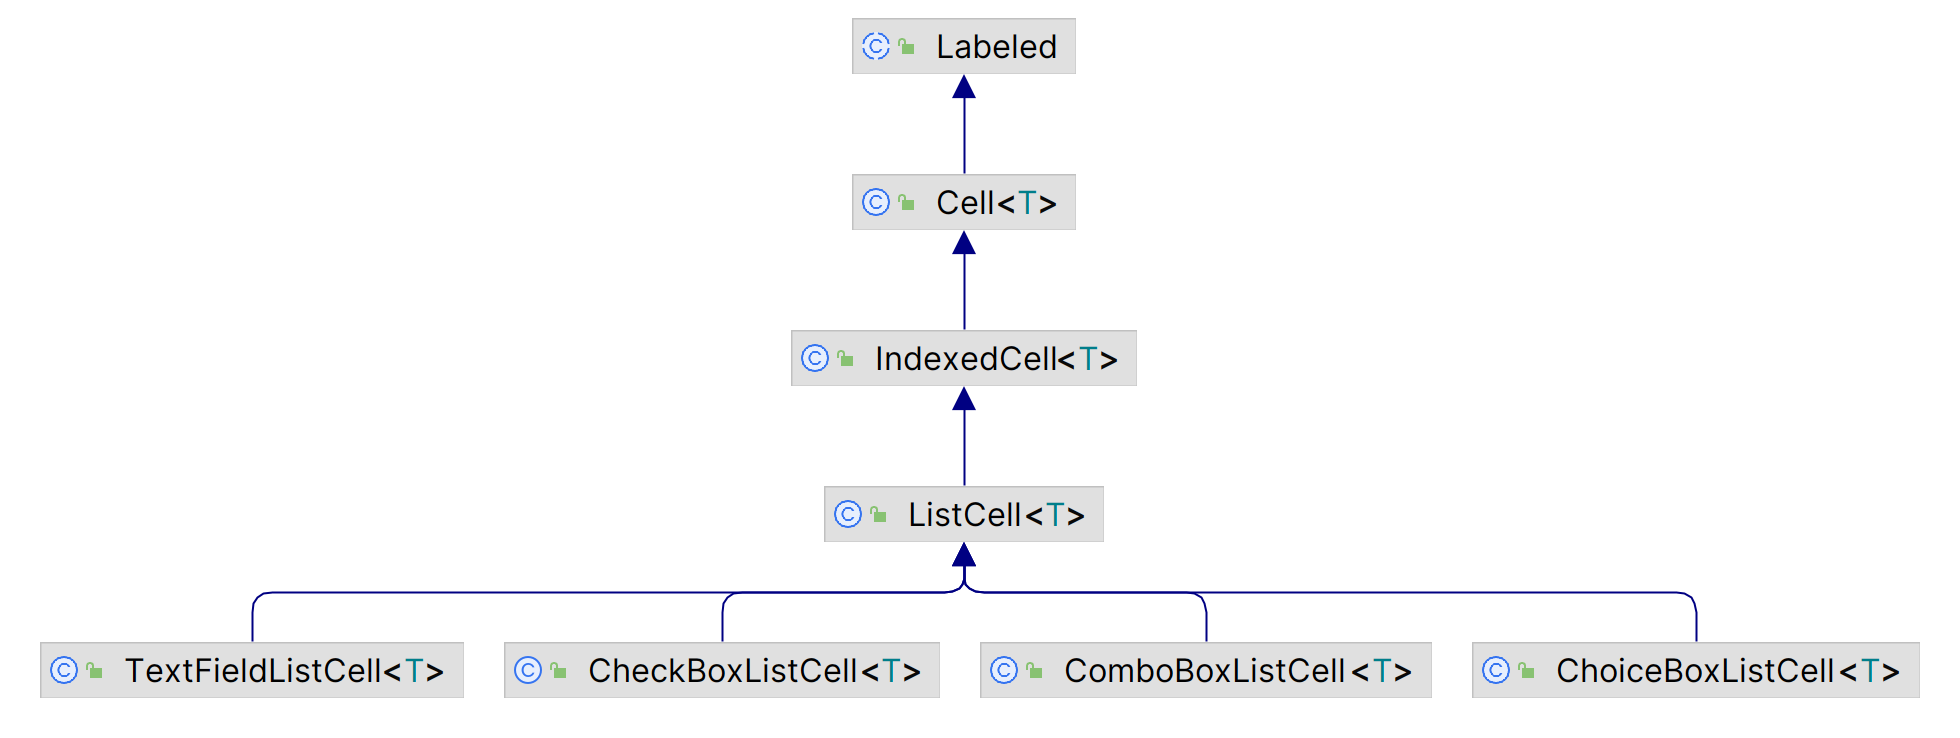 © Labeled
© Cell<T>
© IndexedCell<T>
© ListCell<T>
© TextFieldListCell<T> © CheckBoxListCell<T> © ComboBoxListCell<T> © ChoiceBoxListCell<T>